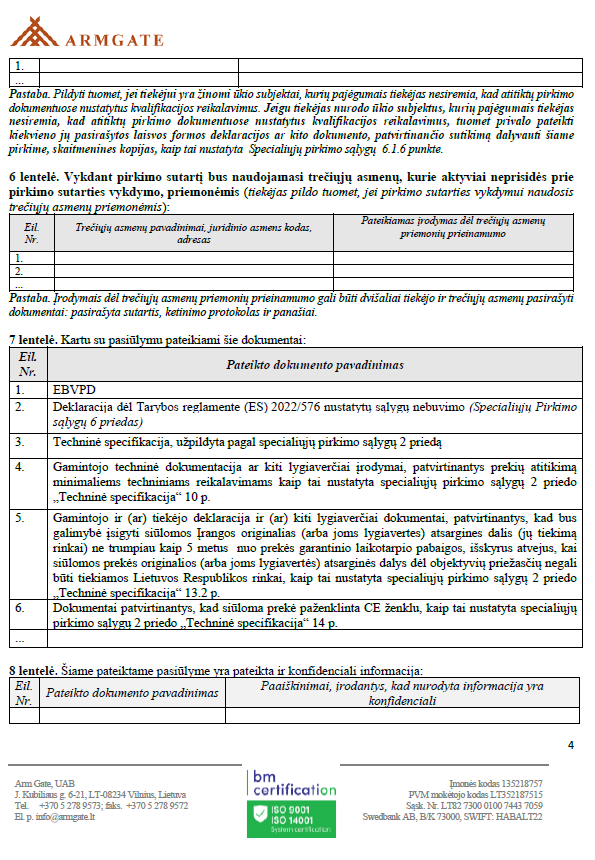 ARMGATE
1.
...
Pastaba. Pildyti tuomet, jei tiekėjui yra žinomi ūkio subjektai, kurių pajėgumais tiekėjas nesiremia, kad atitiktų pirkimo
dokumentuose nustatytus kvalifikacijos reikalavimus. Jeigu tiekėjas nurodo ūkio subjektus, kurių pajėgumais tiekėjas
nesiremia, kad atitiktų pirkimo dokumentuose nustatytus kvalifikacijos reikalavimus, tuomet privalo pateikti
kiekvieno jų pasirašytos laisvos formos deklaracijos ar kito dokumento, patvirtinančio sutikimą dalyvauti šiame
pirkime, skaitmenines kopijas, kaip tai nustatyta Specialiųjų pirkimo sąlygų 6.1.6 punkte.
6 lentelė. Vykdant pirkimo sutartį bus naudojamasi trečiųjų asmenų, kurie aktyviai neprisidės prie
pirkimo sutarties vykdymo, priemonėmis (tiekėjas pildo tuomet, jei pirkimo sutarties vykdymui naudosis
trečiųjų asmenų priemonėmis):
Eil.
Nr.
Trečiųjų asmenų pavadinimai, juridinio asmens kodas,
adresas
Pateikiamas įrodymas dėl trečiųjų asmenų
priemonių prieinamumo
1.
2.
...
Pastaba. Įrodymais dėl trečiųjų asmenų priemonių prieinamumo gali būti dvišaliai tiekėjo ir trečiųjų asmenų pasirašyti
dokumentai: pasirašyta sutartis, ketinimo protokolas ir panašiai.
7 lentelė. Kartu su pasiūlymu pateikiami šie dokumentai:
Eil.
Nr.
Pateikto dokumento pavadinimas
1. EBVPD
2. Deklaracija dėl Tarybos reglamente (ES) 2022/576 nustatytų sąlygų nebuvimo (Specialiųjų Pirkimo
sąlygų 6 priedas)
3. Techninė specifikacija, užpildyta pagal specialiųjų pirkimo sąlygų 2 priedą
4. Gamintojo techninė dokumentacija ar kiti lygiaverčiai įrodymai, patvirtinantys prekių atitikimą
minimaliems techniniams reikalavimams kaip tai nustatyta specialiųjų pirkimo sąlygų 2 priedo
„Techninė specifikacija“ 10 p.
5. Gamintojo ir (ar) tiekėjo deklaracija ir (ar) kiti lygiaverčiai dokumentai, patvirtinantys, kad bus
galimybė įsigyti siūlomos Įrangos originalias (arba joms lygiavertes) atsargines dalis (jų tiekimą
rinkai) ne trumpiau kaip 5 metus nuo prekės garantinio laikotarpio pabaigos, išskyrus atvejus, kai
siūlomos prekės originalios (arba joms lygiavertės) atsarginės dalys dėl objektyvių priežasčių negali
būti tiekiamos Lietuvos Respublikos rinkai, kaip tai nustatyta specialiųjų pirkimo sąlygų 2 priedo
„Techninė specifikacija“ 13.2 p.
6. Dokumentai patvirtinantys, kad siūloma prekė paženklinta CE ženklu, kaip tai nustatyta specialiųjų
pirkimo sąlygų 2 priedo „Techninė specifikacija“ 14 p.
...
8 lentelė. Šiame pateiktame pasiūlyme yra pateikta ir konfidenciali informacija:
Eil.
Nr.
Pateikto dokumento pavadinimas
Paaiškinimai, įrodantys, kad nurodyta informacija yra
konfidenciali
4
Arm Gate, UAB
J. Kubiliaus g. 6-21, LT-08234 Vilnius, Lietuva
Tel. +370 5 278 9573; faks. +370 5 278 9572
El. p. info@armgate.lt
bm
certification
ISO 9001
ISO 14001
System certification
Įmonės kodas 135218757
PVM mokėtojo kodas LT352187515
Sąsk. Nr. LT82 7300 0100 7443 7059
Swedbank AB, B/K 73000, SWIFT: HABALT22